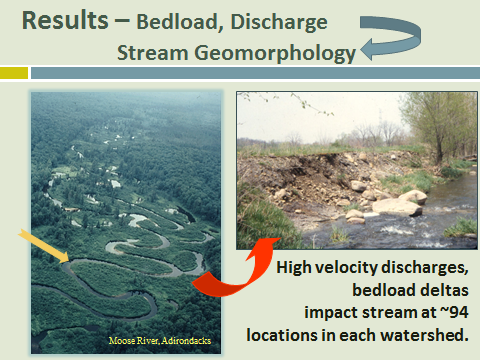 Results – Bedload, Discharge
Stream Geomorphology
Moose River, Adirondacks
High velocity discharges,
bedload deltas
impact stream at ~94
locations in each watershed.